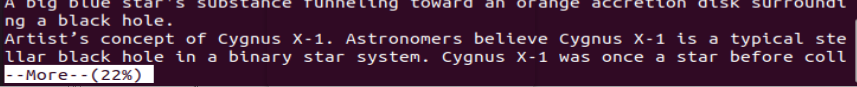 A big blue star's substance funneling toward an orange accretion disk surroundi
ng a black hole.
Artist’s concept of Cygnus X-1. Astronomers believe Cygnus X-1 is a typical ste
llar black hole in a binary star system. Cygnus X-1 was once a star before coll
--More--(22%)